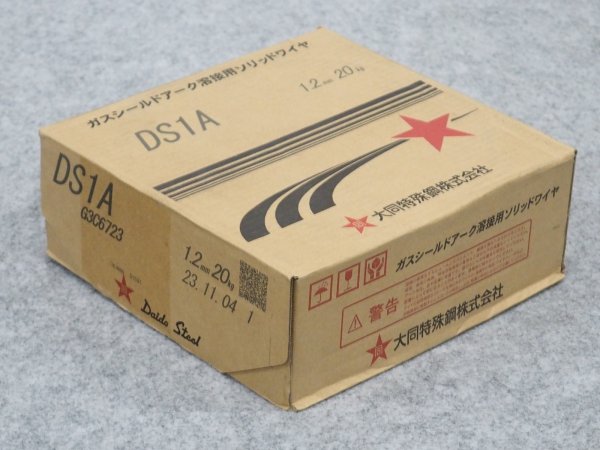 ガスシールドアーク溶接用ソリッドワイヤ
DS1A
1.2mm 20kg
大同特殊鋼株式会社
DS1A
G3C6723
1.2mm 20kg
23.11.04 1
Daido Steel
ガスシールドアーク溶接用ソリッドワイヤ
警告
大同特殊鋼株式会社